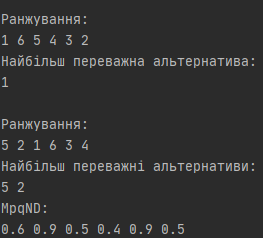 Ранжування:
1 6 5 4 3 2
Найбільш переважна альтернатива:
1
Ранжування:
5 2 1 6 3 4
Найбільш переважні альтернативи:
5 2
MpqND:
0.6 0.9 0.5 0.4 0.9 0.5